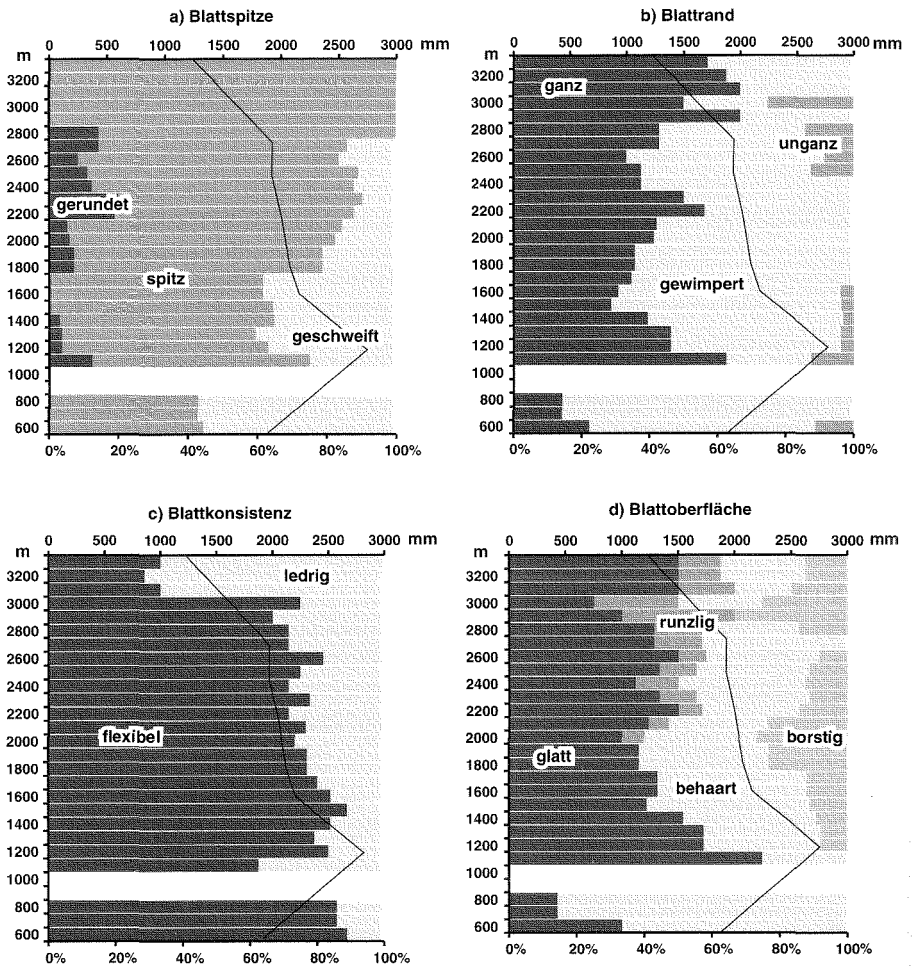 a) Blattspitze
0 500 1000 1500 2000 2500 3000 mm
m
3200
3000
2800
2600
2400
gerundet
2200
2000
1800
spitz
1600
1400
geschweift
1200
1000
800
600
0% 20% 40% 60% 80% 100%
b) Blattrand
0 500 1000 1500 2000 2500 3000 mm
m
3200
ganz
3000
2800
unganz
2600
2400
2200
2000
1800
gewimpert
1600
1400
1200
1000
800
600
0% 20% 40% 60% 80% 100%
c) Blattkonsistenz
0 500 1000 1500 2000 2500 3000 mm
m
3200 ledrig
3000
2800
2600
2400
2200
2000 flexibel
1800
1600
1400
1200
1000
800
600
0% 20% 40% 60% 80% 100%
d) Blattoberfläche
0 500 1000 1500 2000 2500 3000 mm
m
3200
3000
runzlig
2800
2600
2400
2200
2000 borstig
glatt
1800
behaart
1600
1400
1200
1000
800
600
0% 20% 40% 60% 80% 100%